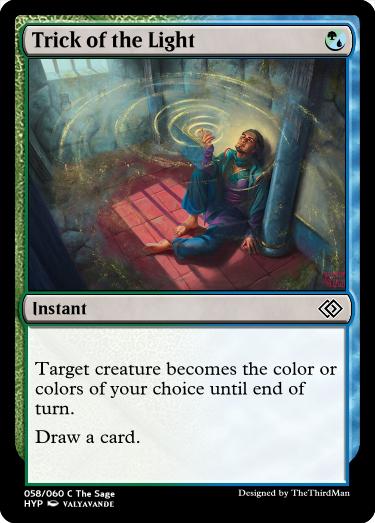 Trick of the Light
Instant
Target creature becomes the color or
colors of your choice until end of
turn.
Draw a card.
058/060 C The Sage
HYP VALYAVANDE
Designed by TheThirdMan